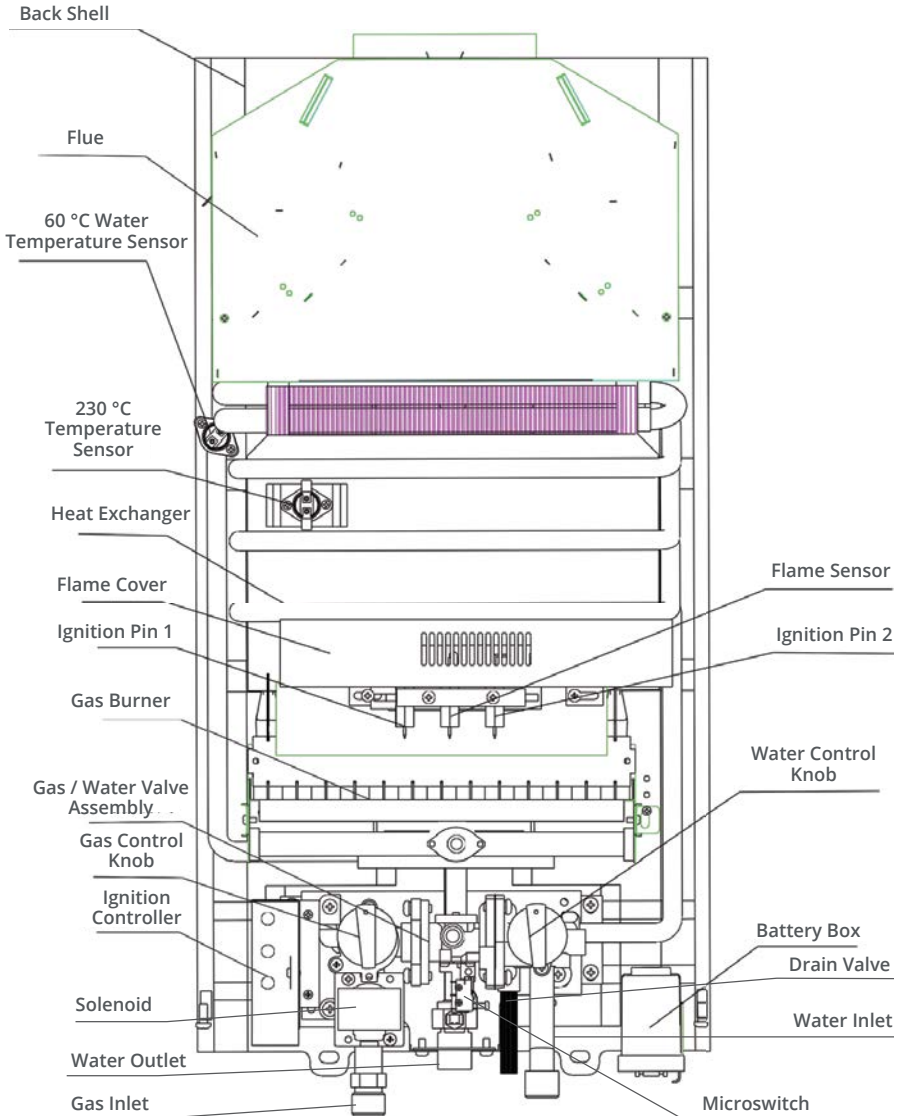 Back Shell
Flue
60 °C Water
Temperature Sensor
230 °C
Temperature
Sensor
Heat Exchanger
Flame Cover
Ignition Pin 1
Gas Burner
Gas / Water Valve
Assembly
Gas Control
Knob
Ignition
Controller
Solenoid
Water Outlet
Gas Inlet
Flame Sensor
Ignition Pin 2
Water Control
Knob
Battery Box
Drain Valve
Water Inlet
Microswitch